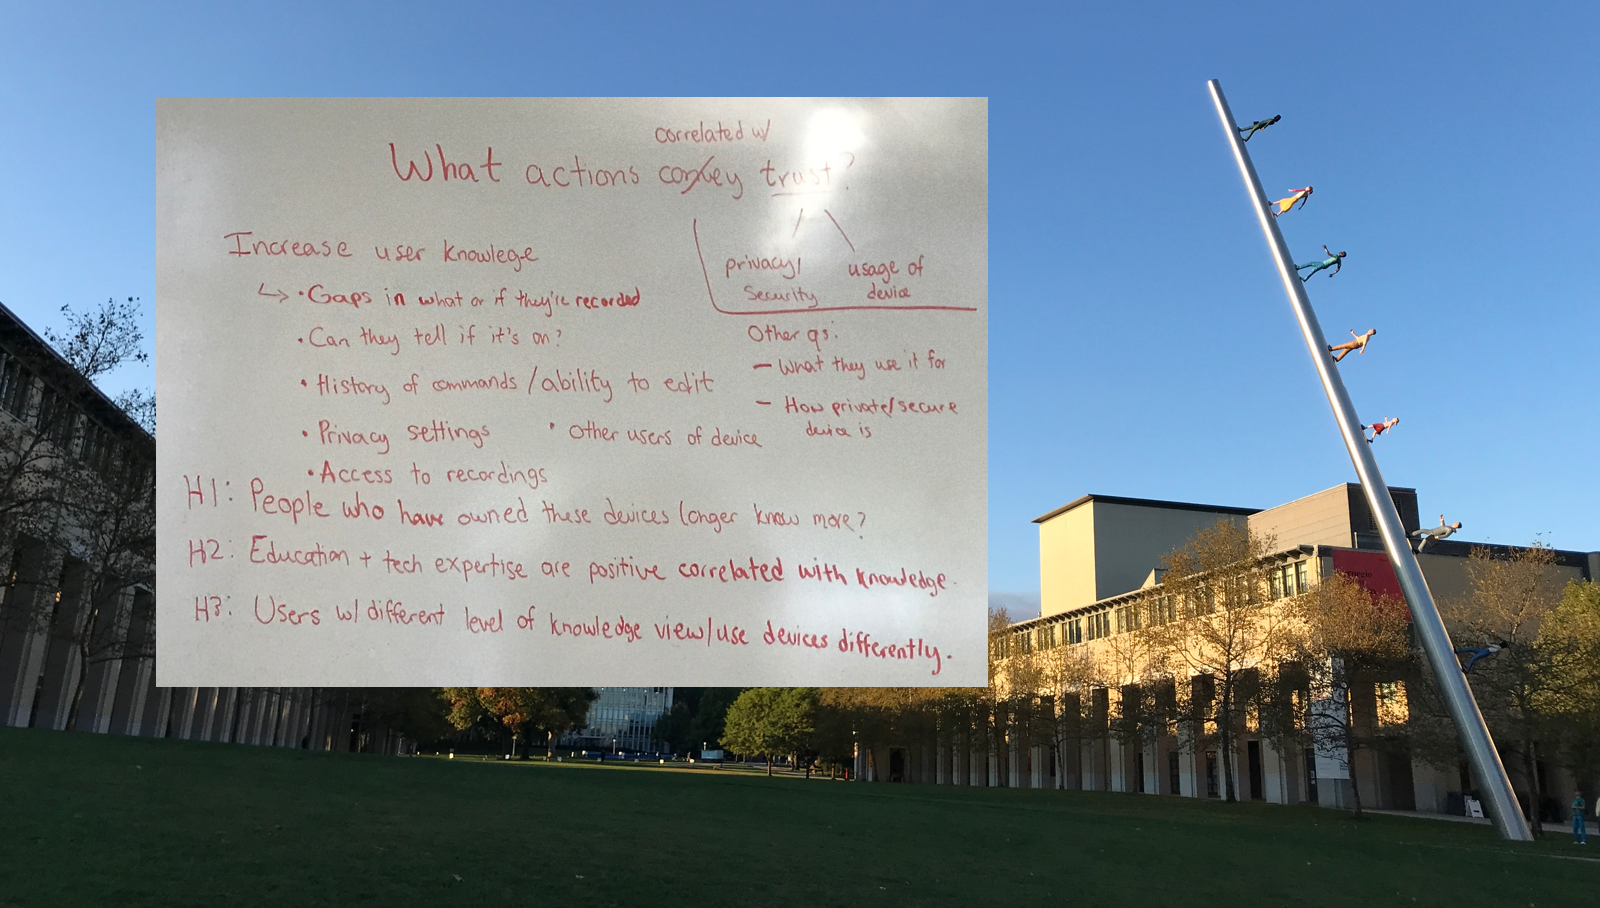 correlated w/
What actions convey trust?
privacy/
Security
usage of
device
Increase user knowlege
↳ • Gaps in what or if they're recorded
• Can they tell if it's on?
• History of commands / ability to edit
• Privacy settings • Other users of device
• Access to recordings
Other qs:
— What they use it for
— How private/secure
device is
H1: People who have owned these devices longer know more?
H2: Education + tech expertise are positive correlated with knowledge.
H3: Users w/ different level of knowledge view/use devices differently.